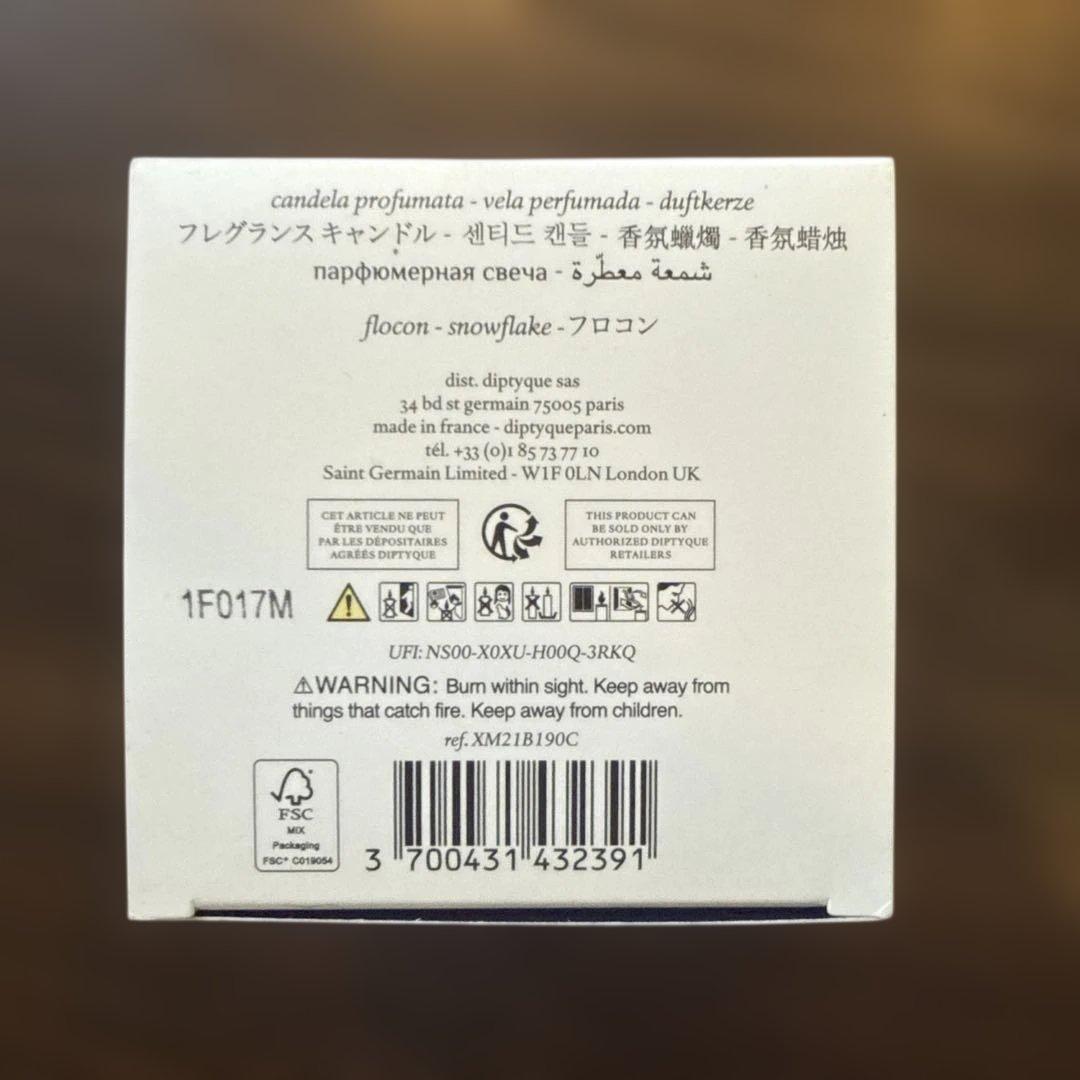 candela profumata - vela perfumada - duftkerze
フレグランス キャンドル - 센티드 캔들 - 香氛蠟燭 - 香氛蜡烛
парфюмерная свеча - شمعة معطّرة
flocon - snowflake - フロコン
dist. diptyque sas
34 bd st germain 75005 paris
made in france - diptyqueparis.com
tél. +33 (0)1 85 73 77 10
Saint Germain Limited - W1F 0LN London UK
CET ARTICLE NE PEUT
ÊTRE VENDU QUE
PAR LES DÉPOSITAIRES
AGRÉÉS DIPTYQUE
THIS PRODUCT CAN
BE SOLD ONLY BY
AUTHORIZED DIPTYQUE
RETAILERS
1F017M
UFI: NS00-X0XU-H00Q-3RKQ
⚠WARNING: Burn within sight. Keep away from
things that catch fire. Keep away from children.
ref. XM21B190C
FSC
MIX
Packaging
FSC® C019054
3 700431 432391